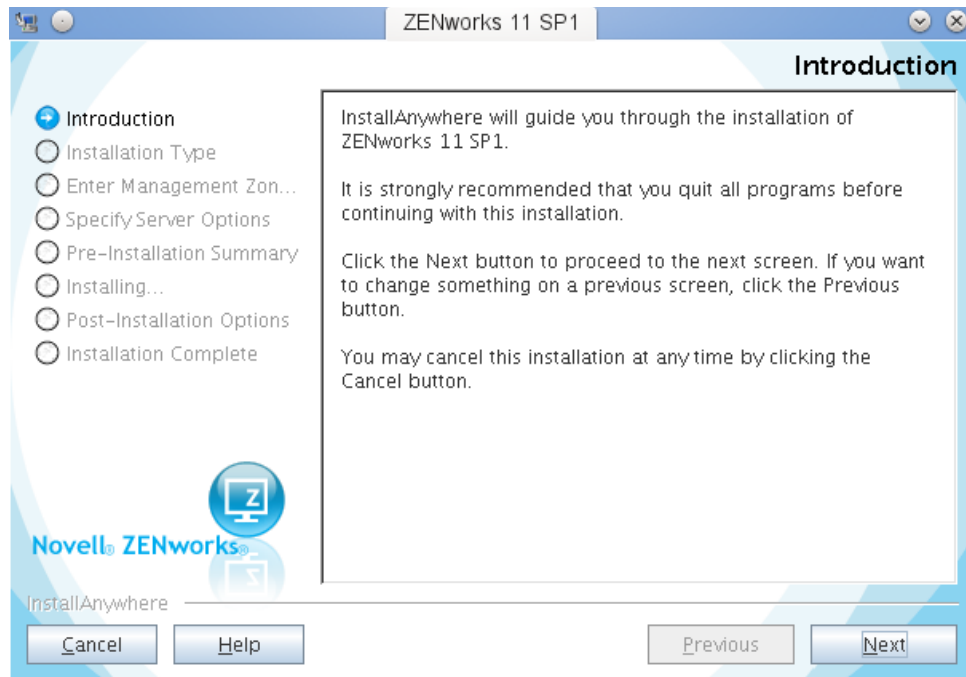 ZENworks 11 SP1
Introduction
Introduction
Installation Type
Enter Management Zon...
Specify Server Options
Pre-Installation Summary
Installing...
Post-Installation Options
Installation Complete
InstallAnywhere will guide you through the installation of
ZENworks 11 SP1.
It is strongly recommended that you quit all programs before
continuing with this installation.
Click the Next button to proceed to the next screen. If you want
to change something on a previous screen, click the Previous
button.
You may cancel this installation at any time by clicking the
Cancel button.
Z
Novell® ZENworks®
InstallAnywhere
Cancel
Help
Previous
Next